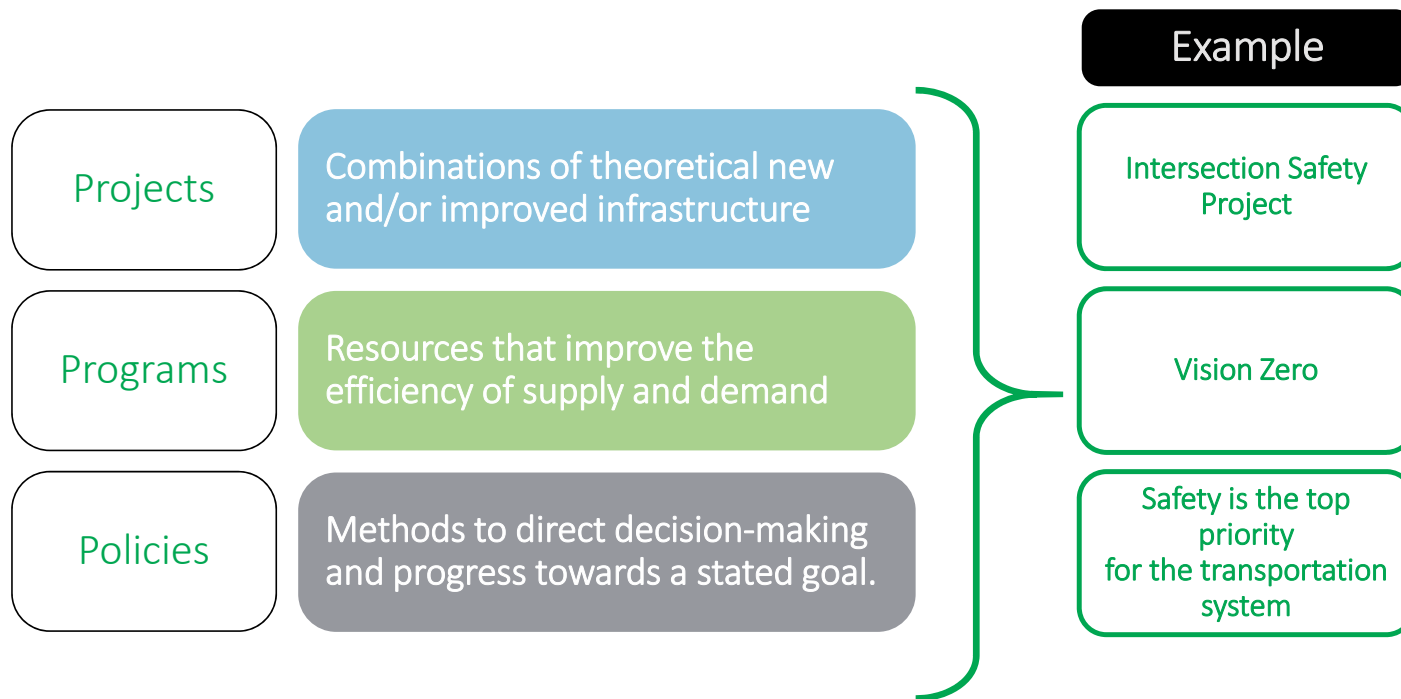 Example
Projects
Combinations of theoretical new
and/or improved infrastructure
Intersection Safety
Project
Programs
Resources that improve the
efficiency of supply and demand
Vision Zero
Policies
Methods to direct decision-making
and progress towards a stated goal.
Safety is the top
priority
for the transportation
system